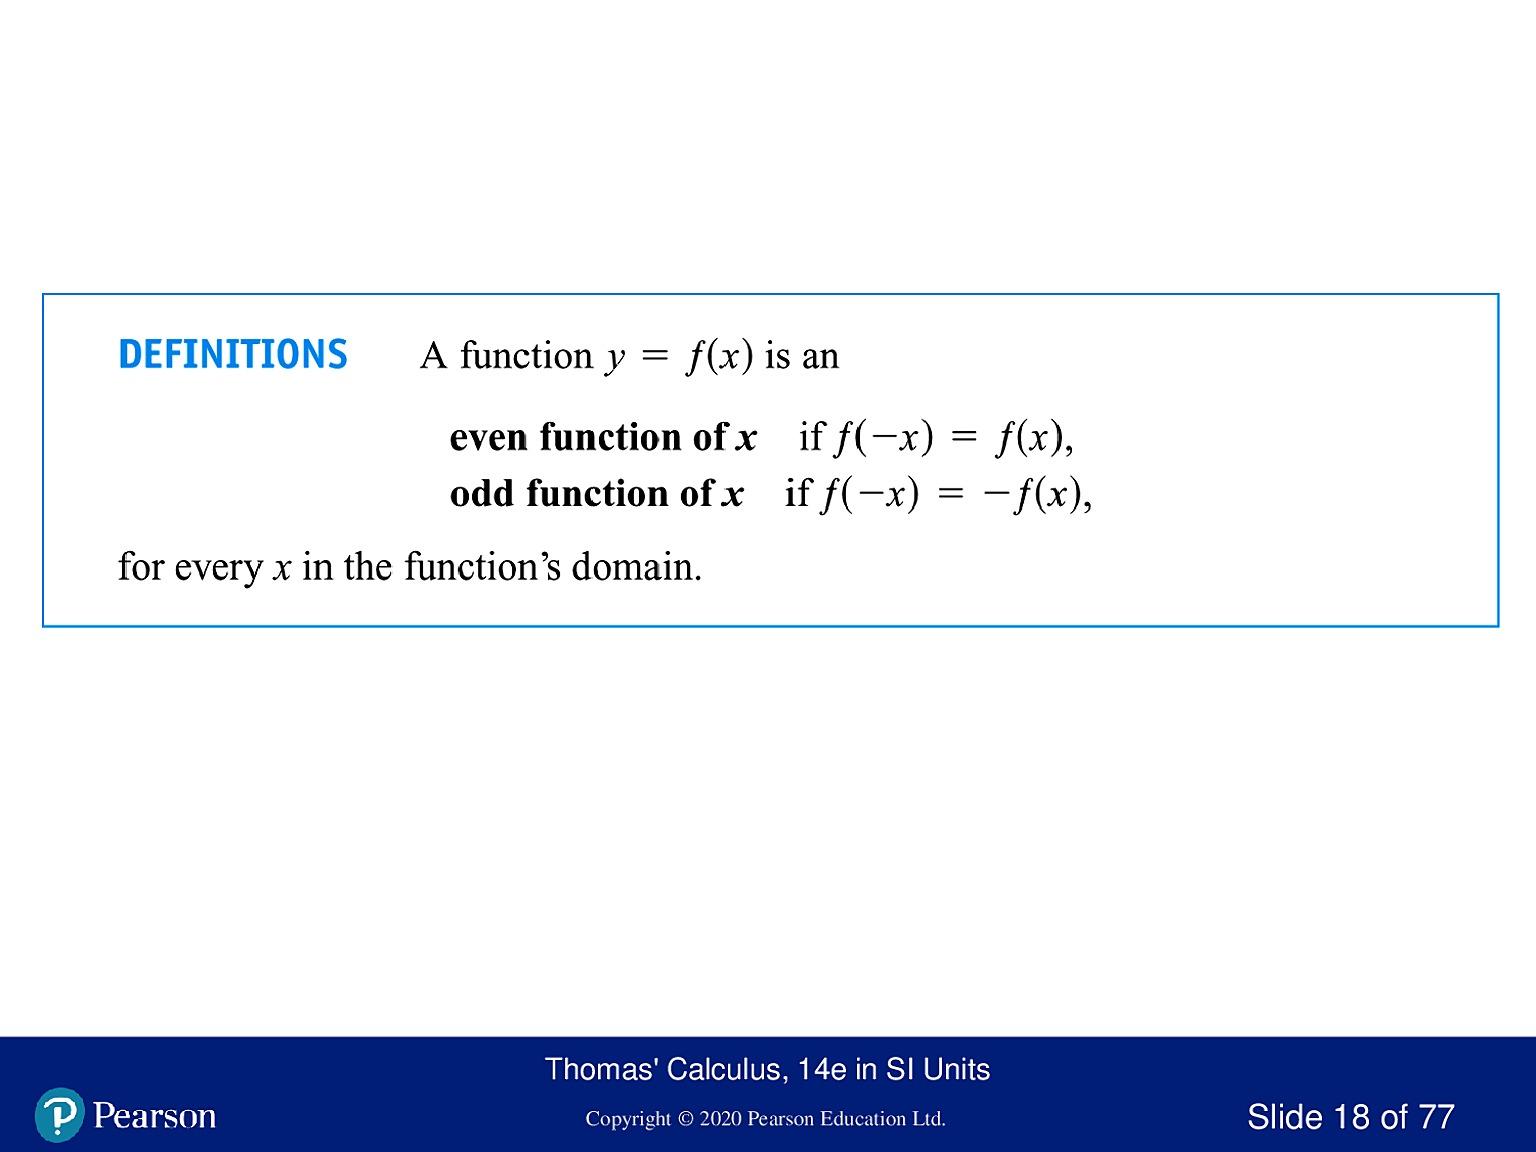 DEFINITIONS A function y = f(x) is an
even function of x if f(−x) = f(x),
odd function of x if f(−x) = −f(x),
for every x in the function’s domain.
Thomas' Calculus, 14e in SI Units
Pearson
Copyright © 2020 Pearson Education Ltd.
Slide 18 of 77